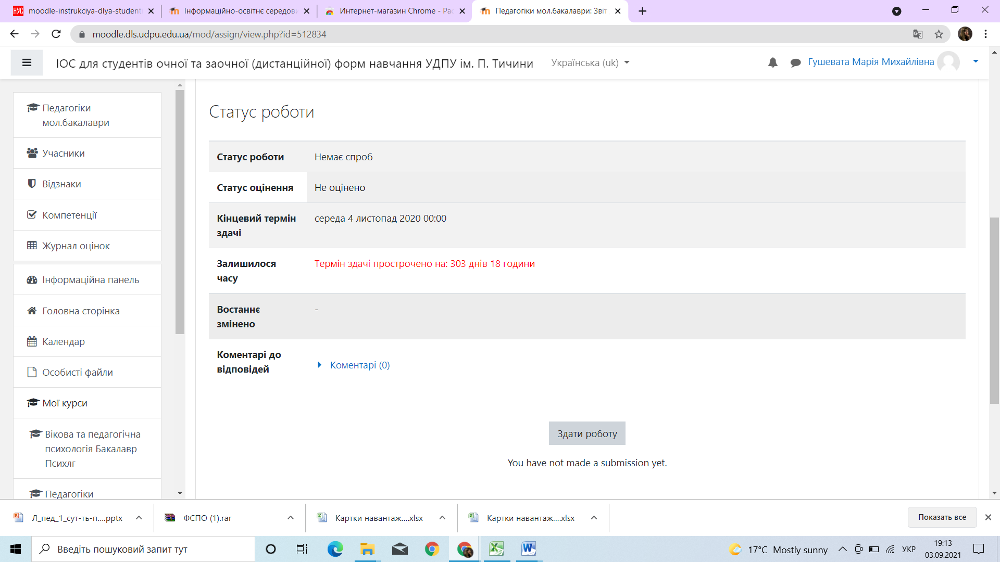 moodle-instrukciya-dlya-student
Інформаційно-освітнє середови
Интернет-магазин Chrome - Рас
Педагогіки мол.бакалаври: Звіт
moodle.dls.udpu.edu.ua/mod/assign/view.php?id=512834
ІОС для студентів очної та заочної (дистанційної) форм навчання УДПУ ім. П. Тичини
Українська (uk)
Гушевата Марія Михайлівна
Педагогіки
мол.бакалаври
Учасники
Відзнаки
Компетенції
Журнал оцінок
Інформаційна панель
Головна сторінка
Календар
Особисті файли
Мої курси
Вікова та педагогічна
психологія Бакалавр
Психлг
Педагогіки
Статус роботи
Статус роботи Немає спроб
Статус оцінення Не оцінено
Кінцевий термін середа 4 листопад 2020 00:00
здачі
Залишилося Термін здачі прострочено на: 303 днів 18 години
часу
Востаннє -
змінено
Коментарі до
відповідей
Коментарі (0)
Здати роботу
You have not made a submission yet.
Л_пед_1_сут-ть-п....pptx
ФСПО (1).rar
Картки навантаж....xlsx
Картки навантаж....xlsx
Показать все
Введіть пошуковий запит тут
17°C Mostly sunny
УКР
19:13
03.09.2021